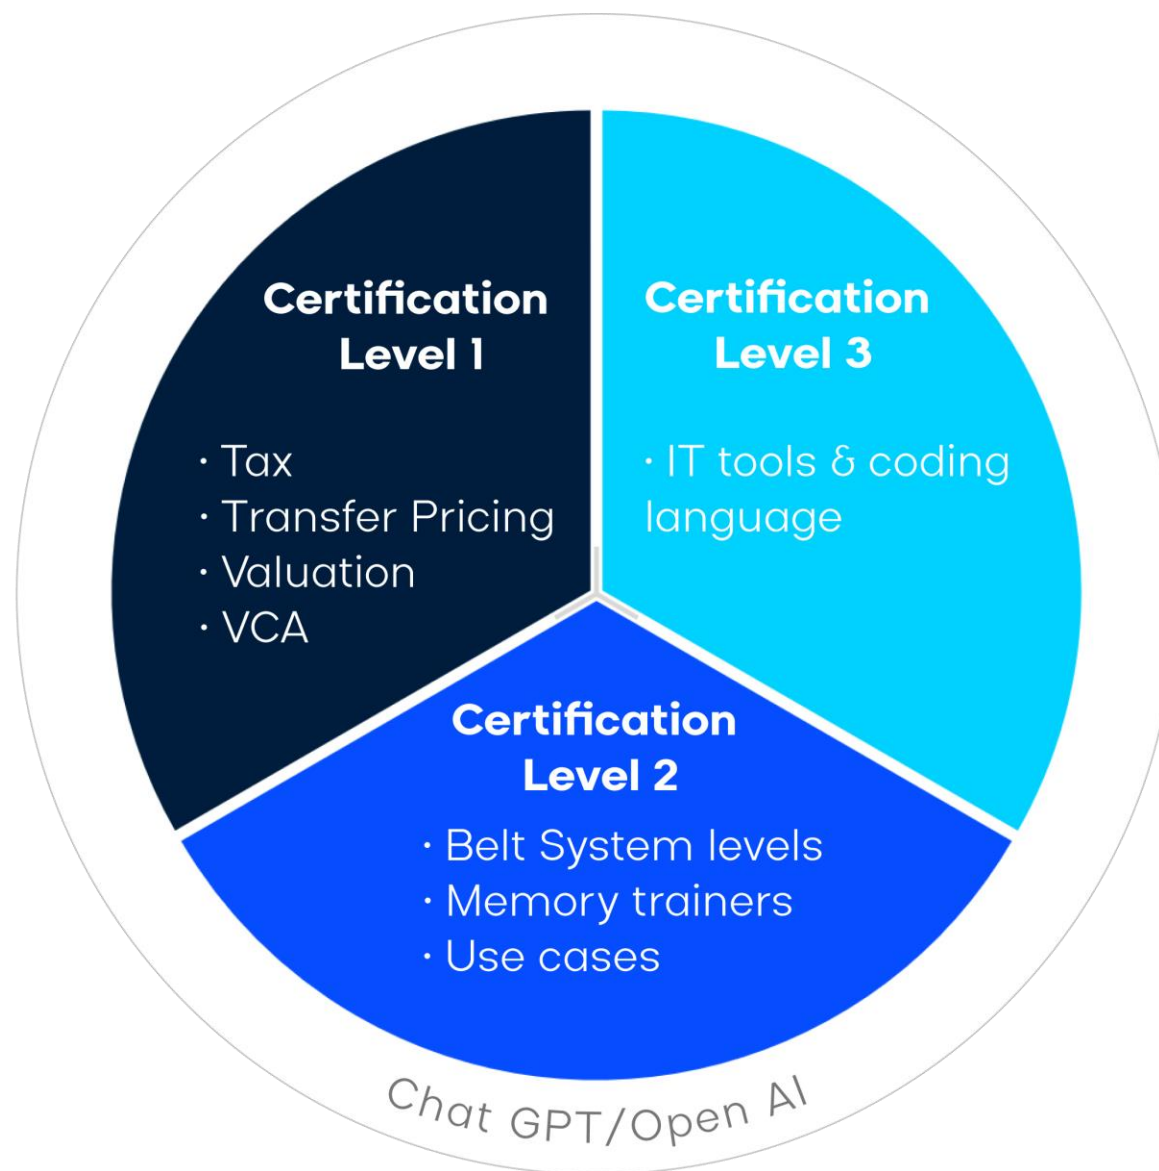 Certification
Level 1
· Tax
· Transfer Pricing
· Valuation
· VCA
Certification
Level 3
· IT tools & coding
language
Certification
Level 2
· Belt System levels
· Memory trainers
· Use cases
Chat GPT/Open AI